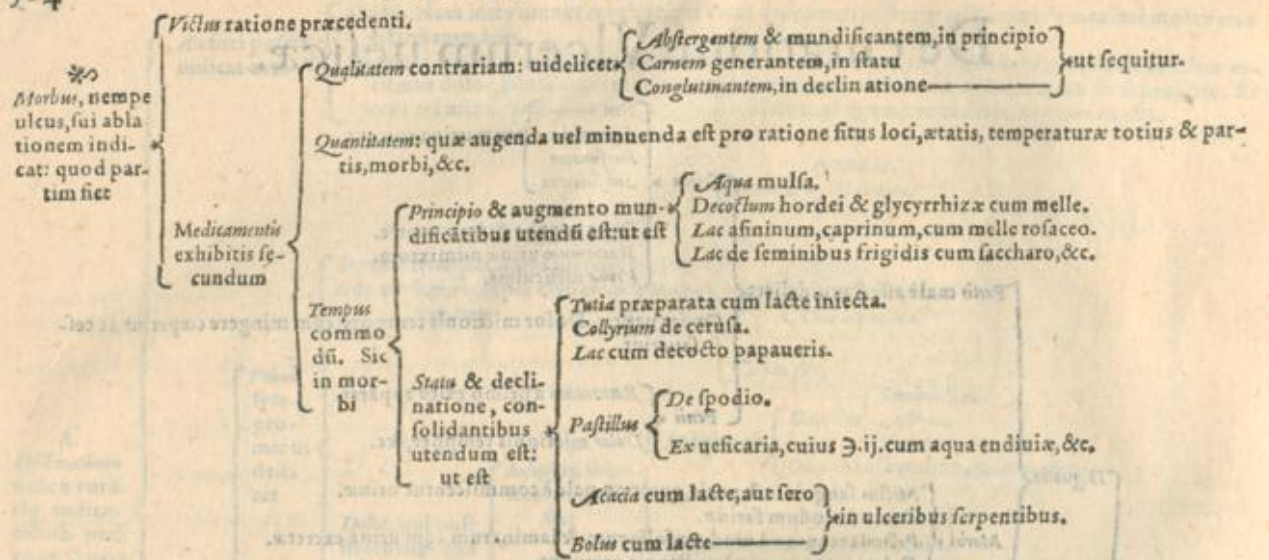 Victus ratione præcedenti.
Morbus, nempe
ulcus, sui abla
tionem indi-
cat: quod par-
tim fiet
Medicamentis
exhibitis se-
cundum
Qualitatem contrariam: uidelicet
Abstergentem & mundificantem, in principio
Carnem generantem, in statu
Conglutinantem, in declin atione
ut sequitur.
Quantitatem: quæ augenda uel minuenda est pro ratione situs loci, ætatis, temperaturæ totius & par-
tis, morbi, &c.
Tempus
commo
dū. Sic
in mor-
bi
Principio & augmento mun-
dificātibus utendū est: ut est
Aqua mulsa.
Decoctum hordei & glycyrrhizæ cum melle.
Lac asininum, caprinum, cum melle rosaceo.
Lac de seminibus frigidis cum saccharo, &c.
Statu & decli-
natione, con-
solidantibus
utendum est:
ut est
Tutia præparata cum lacte iniecta.
Collyrium de cerusa.
Lac cum decocto papaueris.
Pastillus
De spodio.
Ex uesicaria, cuius ℈. ij. cum aqua endiuiæ, &c.
Acacia cum lacte, aut sero
Bolus cum lacte
in ulceribus serpentibus.